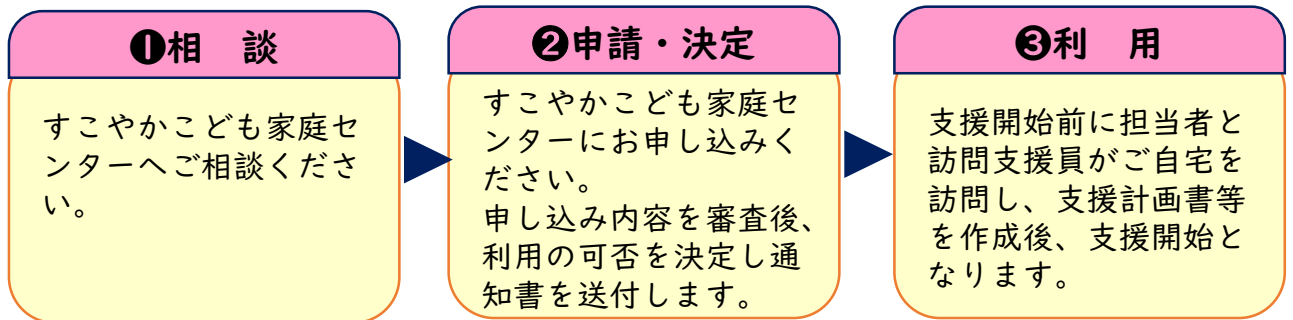 ❶相　談
すこやかこども家庭セ
ンターへご相談くださ
い。
❷申請・決定
すこやかこども家庭セ
ンターにお申し込みく
ださい。
申し込み内容を審査後、
利用の可否を決定し通
知書を送付します。
❸利　用
支援開始前に担当者と
訪問支援員がご自宅を
訪問し、支援計画書等
を作成後、支援開始と
なります。